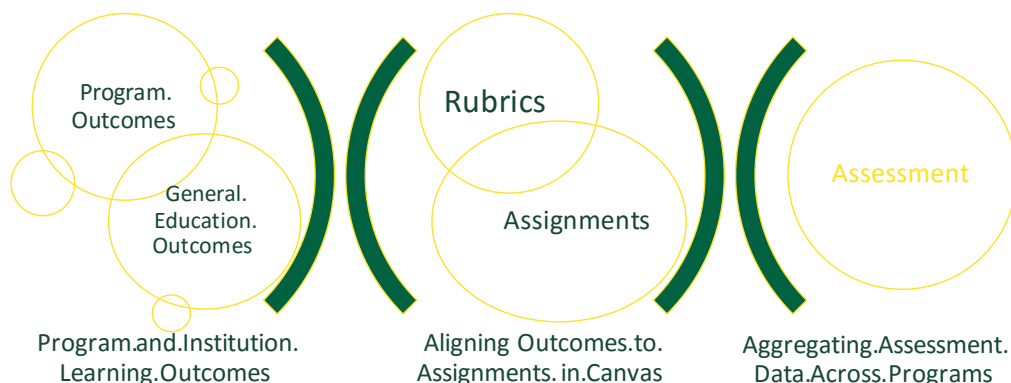 Program.
Outcomes
General.
Education.
Outcomes
Program.and.Institution.
Learning.Outcomes
Rubrics
Assignments
Aligning Outcomes.to.
Assignments.in.Canvas
Assessment
Aggregating.Assessment.
Data.Across.Programs